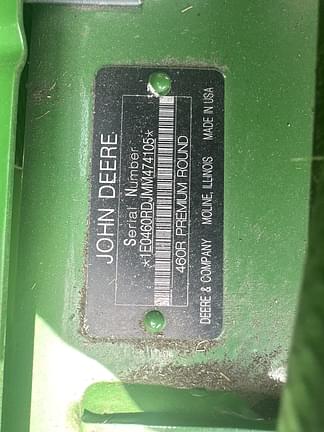 JOHN DEERE
Serial Number
*1E0460RDJMM474105*
460R PREMIUM ROUND
DEERE & COMPANY MOLINE, ILLINOIS MADE IN USA